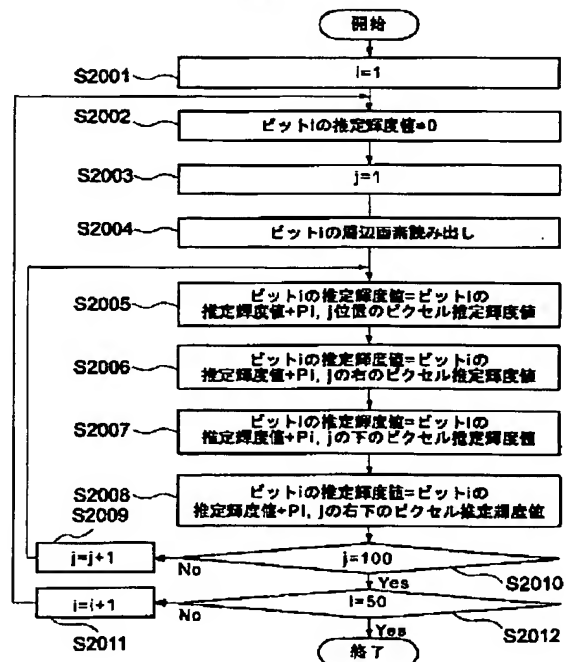 開始
S2001
i=1
S2002
ビットiの推定輝度値=0
S2003
j=1
S2004
ビットiの周辺画素読み出し
S2005
ビットiの推定輝度値=ビットiの
推定輝度値+Pi, j位置のピクセル推定輝度値
S2006
ビットiの推定輝度値=ビットiの
推定輝度値+Pi, jの右のピクセル推定輝度値
S2007
ビットiの推定輝度値=ビットiの
推定輝度値+Pi, jの下のピクセル推定輝度値
S2008
ビットiの推定輝度値=ビットiの
推定輝度値+Pi, jの右下のピクセル推定輝度値
S2009
j=j+1
No
j=100
Yes
S2010
i=i+1
No
i=50
S2011
Yes
S2012
終了